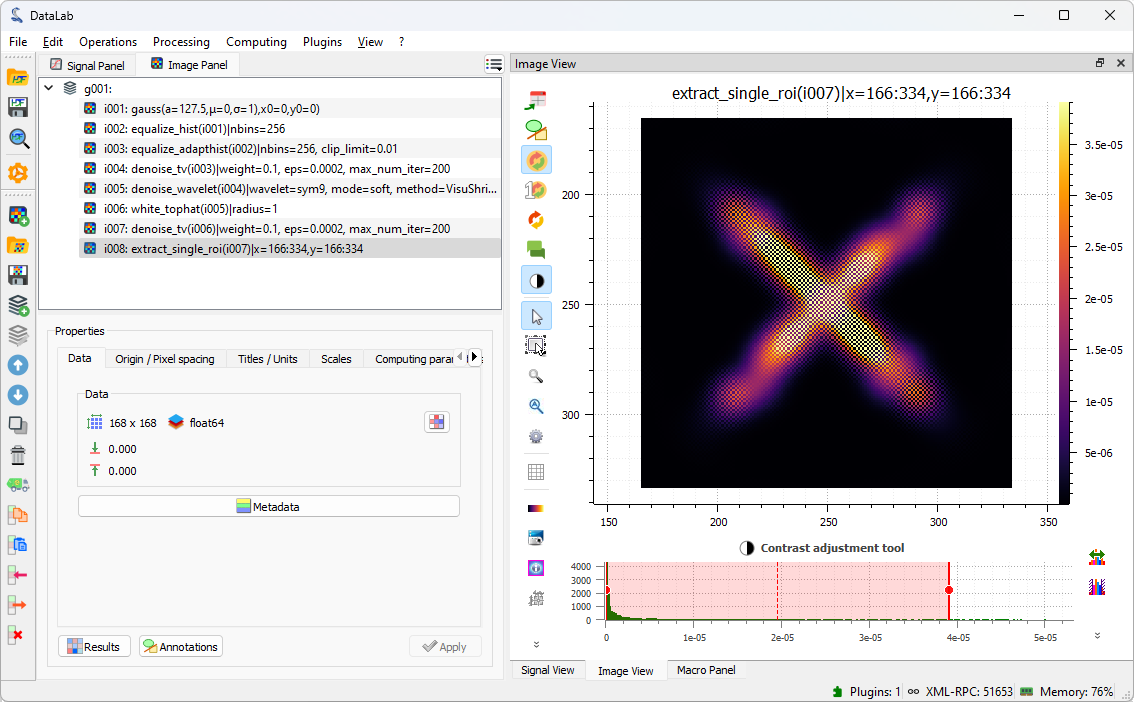 DataLab
File Edit Operations Processing Computing Plugins View ?
Signal Panel Image Panel
g001:
i001: gauss(a=127.5,μ=0,σ=1),x0=0,y0=0)
i002: equalize_hist(i001)|nbins=256
i003: equalize_adapthist(i002)|nbins=256, clip_limit=0.01
i004: denoise_tv(i003)|weight=0.1, eps=0.0002, max_num_iter=200
i005: denoise_wavelet(i004)|wavelet=sym9, mode=soft, method=VisuShri...
i006: white_tophat(i005)|radius=1
i007: denoise_tv(i006)|weight=0.1, eps=0.0002, max_num_iter=200
i008: extract_single_roi(i007)|x=166:334,y=166:334
Properties
Data Origin / Pixel spacing Titles / Units Scales Computing parar
Data
168 x 168 float64
0.000
0.000
Metadata
Results Annotations Apply
Image View
extract_single_roi(i007)|x=166:334,y=166:334
200
250
300
150 200 250 300 350
3.5e-05
3e-05
2.5e-05
2e-05
1.5e-05
1e-05
5e-06
Contrast adjustment tool
4000
3000
2000
1000
0
0 1e-05 2e-05 3e-05 4e-05 5e-05
Signal View Image View Macro Panel
Plugins: 1 XML-RPC: 51653 Memory: 76%